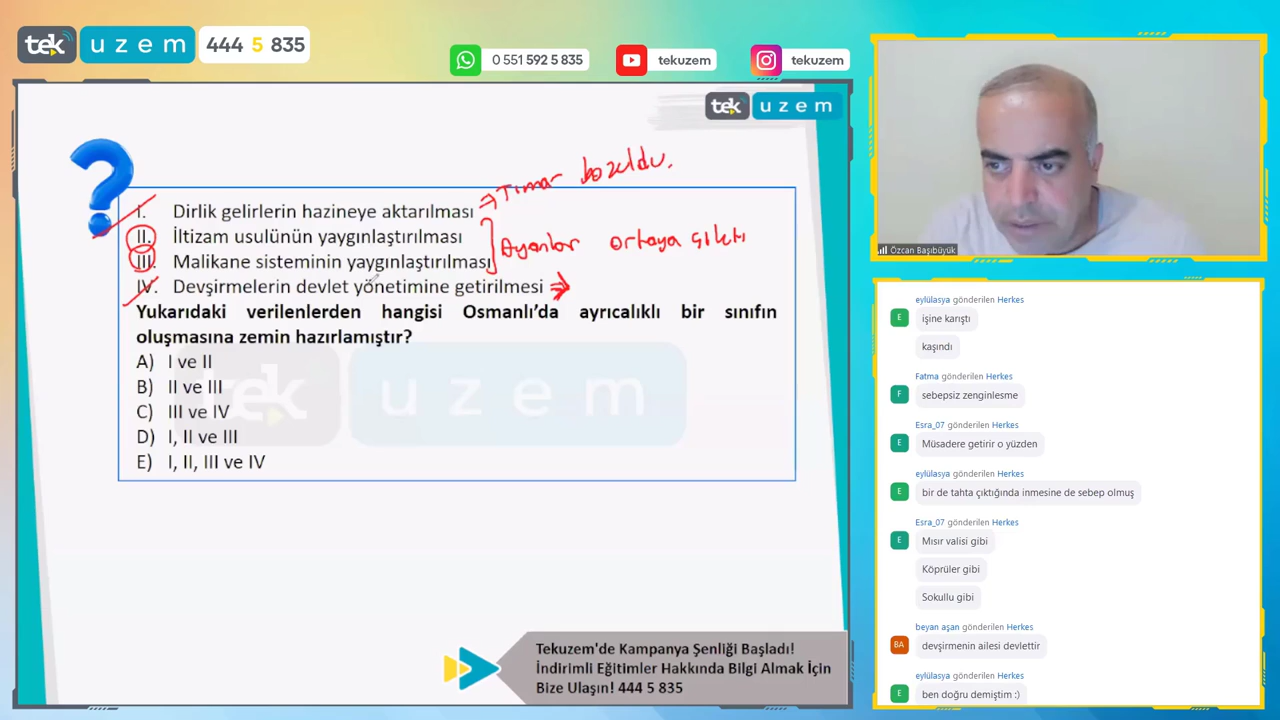 tek uzem 444 5 835
0 551 592 5 835
tekuzem
tekuzem
tek uzem
⇒ Tımar bozuldu.
I. Dirlik gelirlerin hazineye aktarılması
II. İltizam usulünün yaygınlaştırılması
Ayanlar ortaya çıktı
III. Malikane sisteminin yaygınlaştırılması
IV. Devşirmelerin devlet yönetimine getirilmesi ⇒
Yukarıdaki verilenlerden hangisi Osmanlı’da ayrıcalıklı bir sınıfın
oluşmasına zemin hazırlamıştır?
A) I ve II
B) II ve III
C) III ve IV
D) I, II ve III
E) I, II, III ve IV
tek uzem
Tekuzem'de Kampanya Şenliği Başladı!
İndirimli Eğitimler Hakkında Bilgi Almak İçin
Bize Ulaşın! 444 5 835
Özcan Başıbüyük
eylülasya gönderilen Herkes
E işine karıştı
kaşındı
Fatma gönderilen Herkes
F sebepsiz zenginlesme
Esra_07 gönderilen Herkes
E Müsadere getirir o yüzden
eylülasya gönderilen Herkes
E bir de tahta çıktığında inmesine de sebep olmuş
Esra_07 gönderilen Herkes
E Mısır valisi gibi
Köprüler gibi
Sokullu gibi
beyan aşan gönderilen Herkes
BA devşirmenin ailesi devlettir
eylülasya gönderilen Herkes
E ben doğru demiştim :)